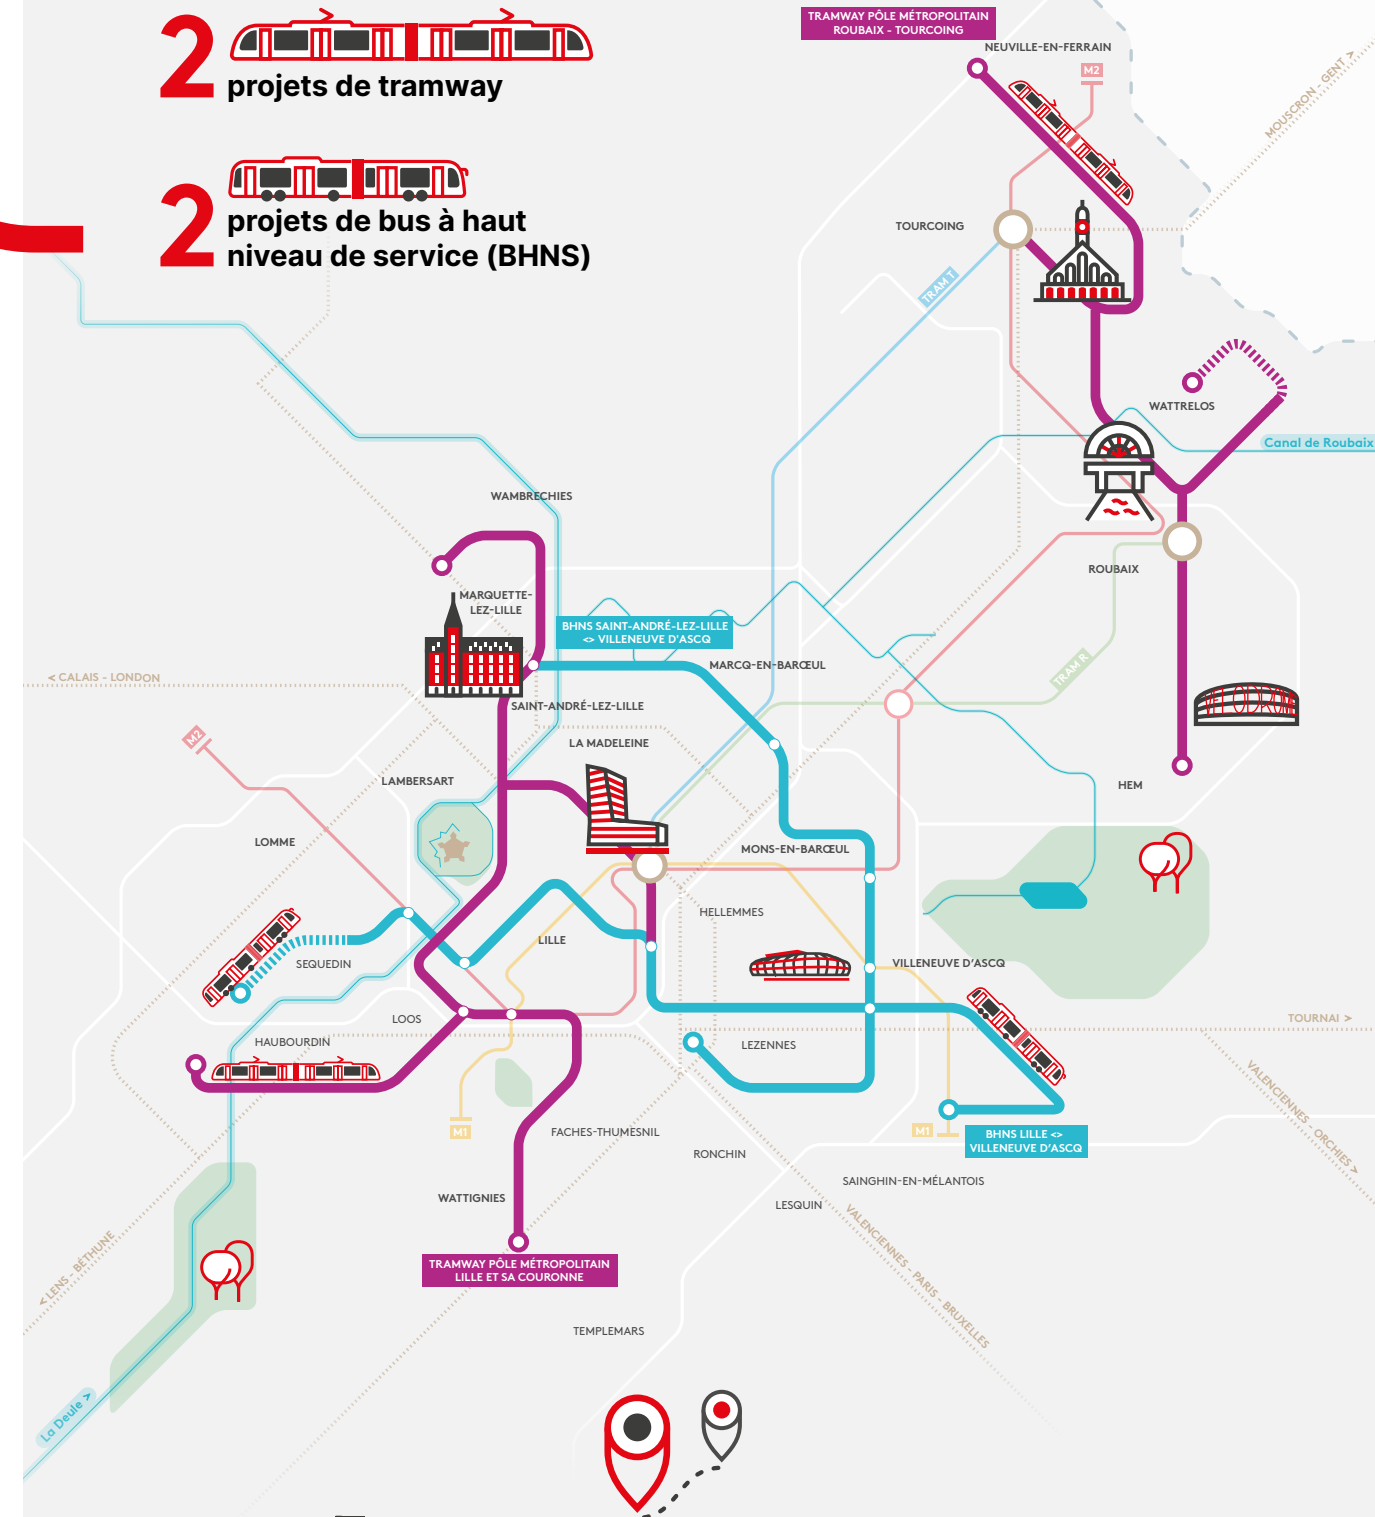 2
projets de tramway
2
projets de bus à haut
niveau de service (BHNS)
TRAMWAY PÔLE MÉTROPOLITAIN
ROUBAIX - TOURCOING
NEUVILLE-EN-FERRAIN
M2
MOUSCRON - GENT >
TOURCOING
TRAM T
WATTRELOS
Canal de Roubaix
WAMBRECHIES
ROUBAIX
MARQUETTE-
LEZ-LILLE
BHNS SAINT-ANDRÉ-LEZ-LILLE
<> VILLENEUVE D'ASCQ
MARCQ-EN-BARŒUL
TRAM R
< CALAIS - LONDON
SAINT-ANDRÉ-LEZ-LILLE
M2
LA MADELEINE
LAMBERSART
HEM
LOMME
MONS-EN-BARŒUL
HELLEMMES
LILLE
SEQUEDIN
VILLENEUVE D'ASCQ
LOOS
TOURNAI >
HAUBOURDIN
LEZENNES
VALENCIENNES - ORCHIES >
M1
FACHES-THUMESNIL
M1
BHNS LILLE <>
VILLENEUVE D'ASCQ
RONCHIN
SAINGHIN-EN-MÉLANTOIS
WATTIGNIES
LESQUIN
VALENCIENNES - PARIS - BRUXELLES
< LENS - BÉTHUNE
TRAMWAY PÔLE MÉTROPOLITAIN
LILLE ET SA COURONNE
TEMPLEMARS
La Deule >